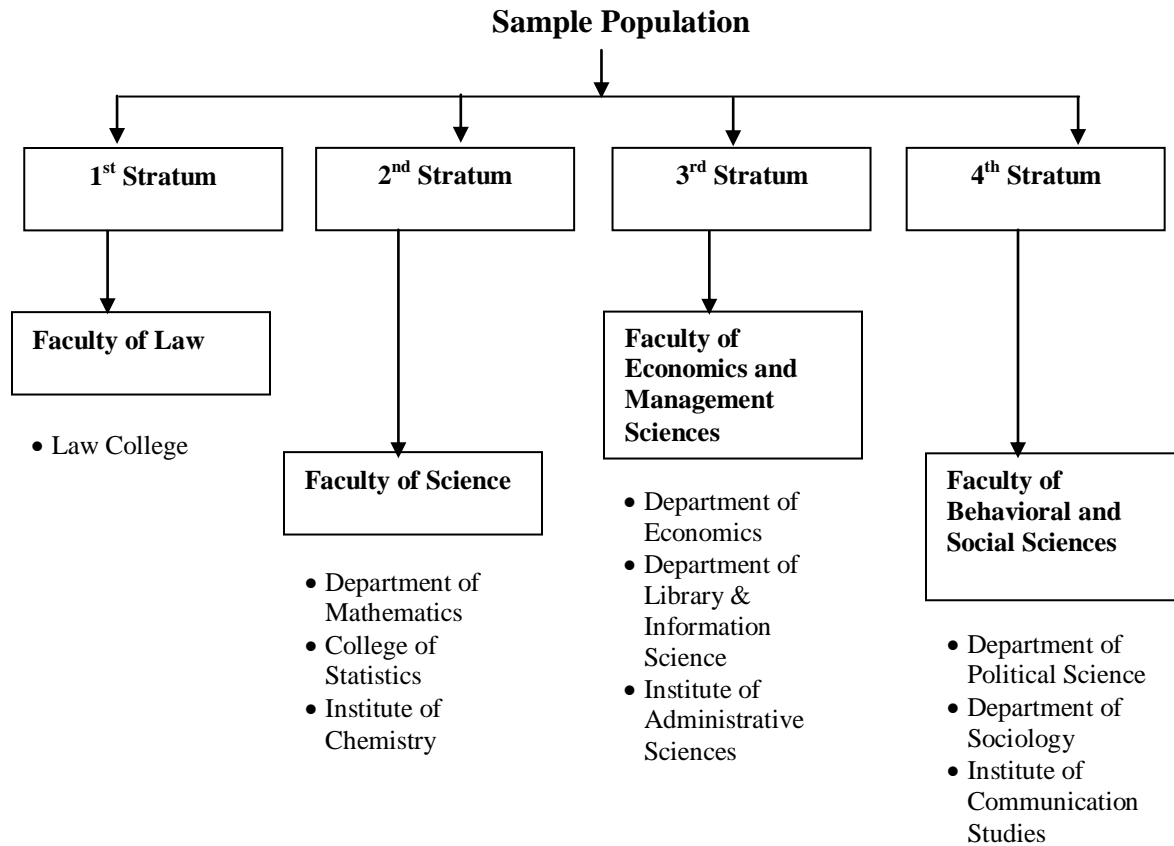 Sample Population
1st Stratum
2nd Stratum
3rd Stratum
4th Stratum
Faculty of Law
• Law College
Faculty of Science
• Department of
Mathematics
• College of
Statistics
• Institute of
Chemistry
Faculty of
Economics and
Management
Sciences
• Department of
Economics
• Department of
Library &
Information
Science
• Institute of
Administrative
Sciences
Faculty of
Behavioral and
Social Sciences
• Department of
Political Science
• Department of
Sociology
• Institute of
Communication
Studies